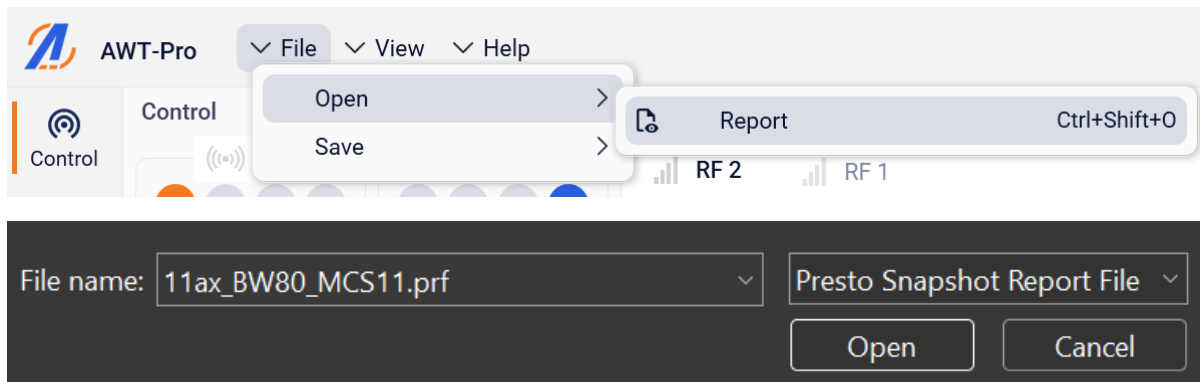 AWT-Pro File View Help
Open
Report Ctrl+Shift+O
Control
Control
Save
RF 2 RF 1
File name: 11ax_BW80_MCS11.prf Presto Snapshot Report File
Open Cancel